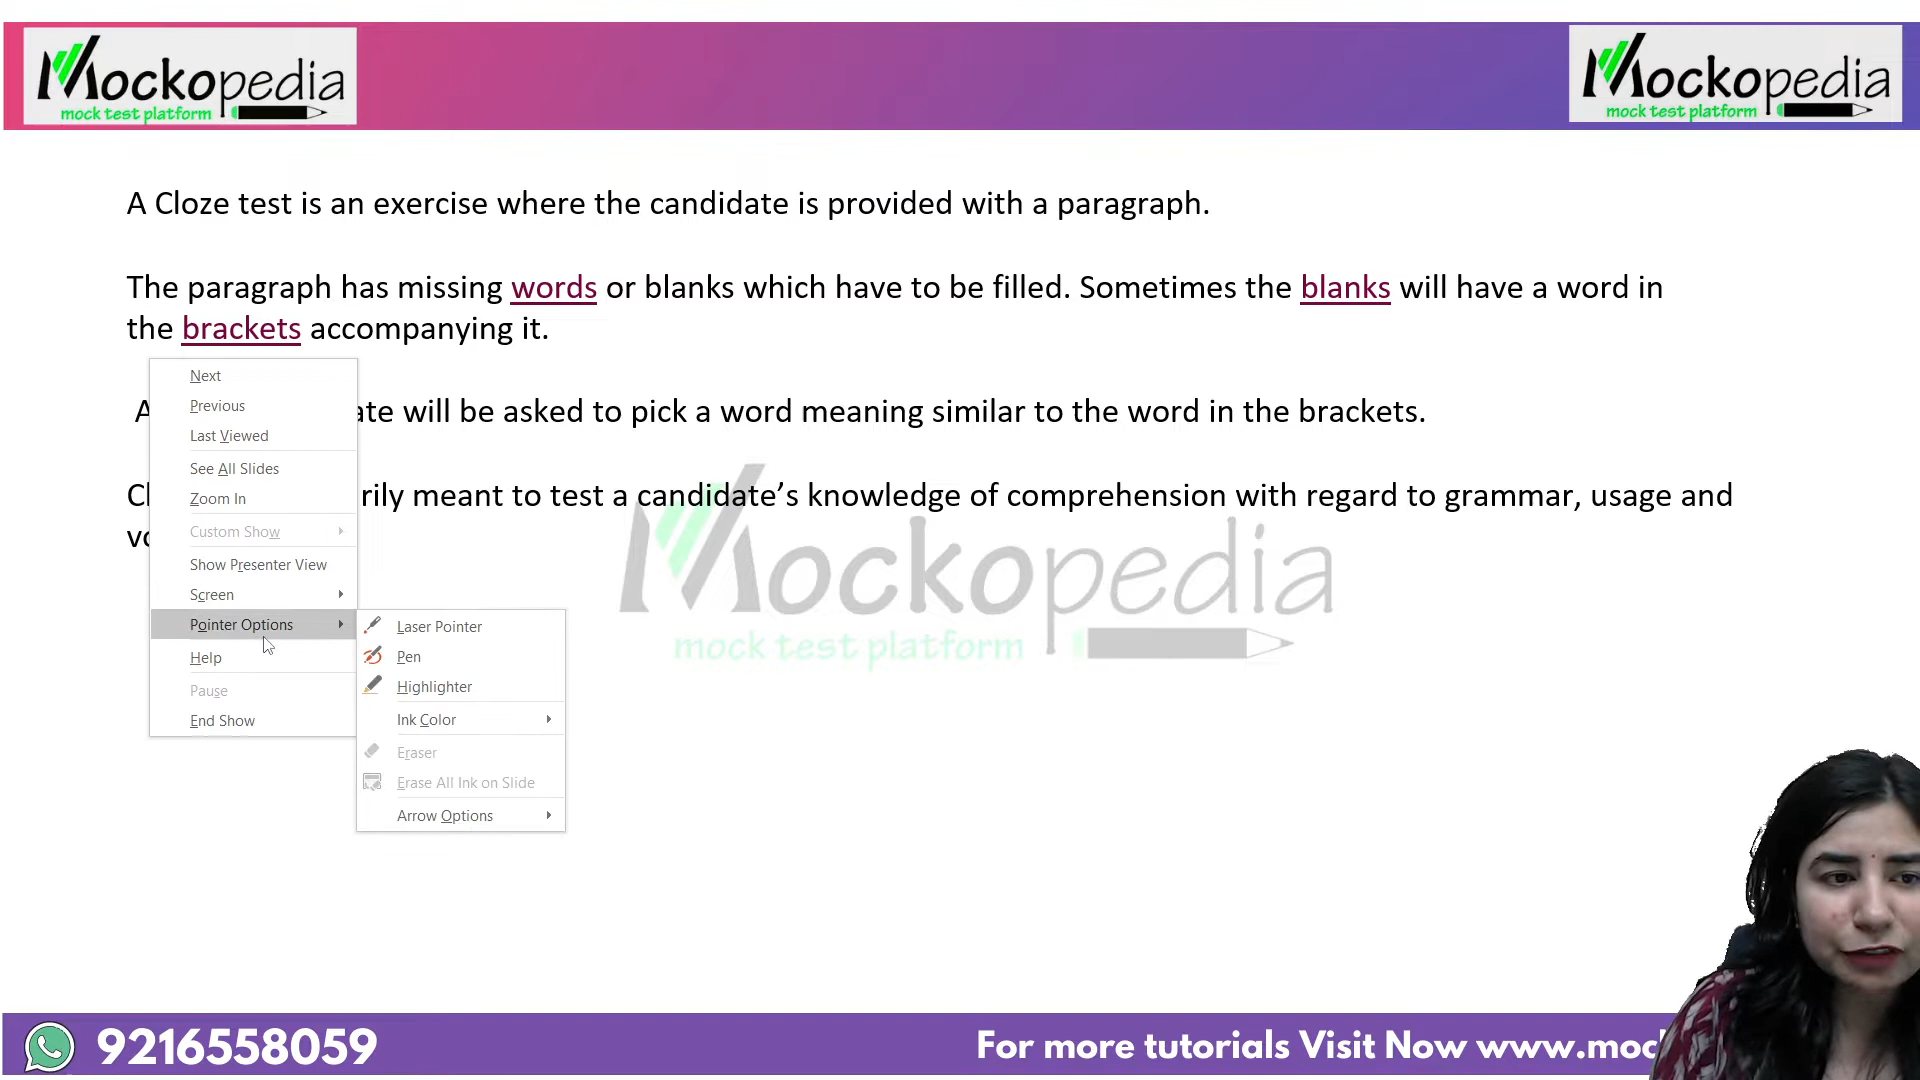 Mockopedia
mock test platform
Mockopedia
mock test platform
A Cloze test is an exercise where the candidate is provided with a paragraph.
The paragraph has missing words or blanks which have to be filled. Sometimes the blanks will have a word in
the brackets accompanying it.
will be asked to pick a word meaning similar to the word in the brackets.
meant to test a candidate’s knowledge of comprehension with regard to grammar, usage and
Next
Previous
Last Viewed
See All Slides
Zoom In
Custom Show
Show Presenter View
Screen
Pointer Options
Help
Pause
End Show
Laser Pointer
Pen
Highlighter
Ink Color
Eraser
Erase All Ink on Slide
Arrow Options
Mockopedia
mock test platform
9216558059
For more tutorials Visit Now